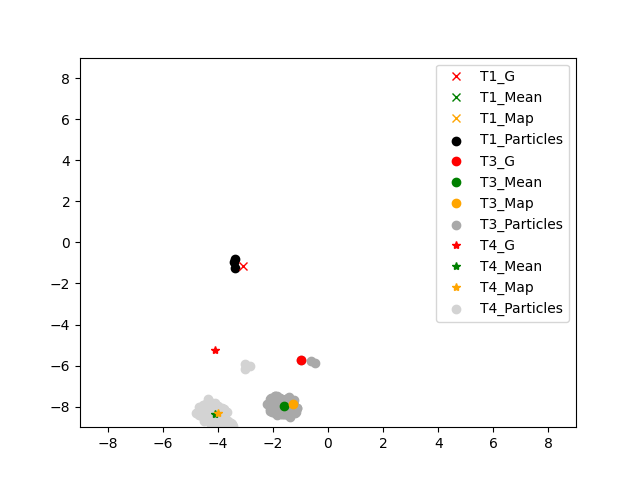 8
6
4
2
0
−2
−4
−6
−8
−8 −6 −4 −2 0 2 4 6 8
T1_G
T1_Mean
T1_Map
T1_Particles
T3_G
T3_Mean
T3_Map
T3_Particles
T4_G
T4_Mean
T4_Map
T4_Particles